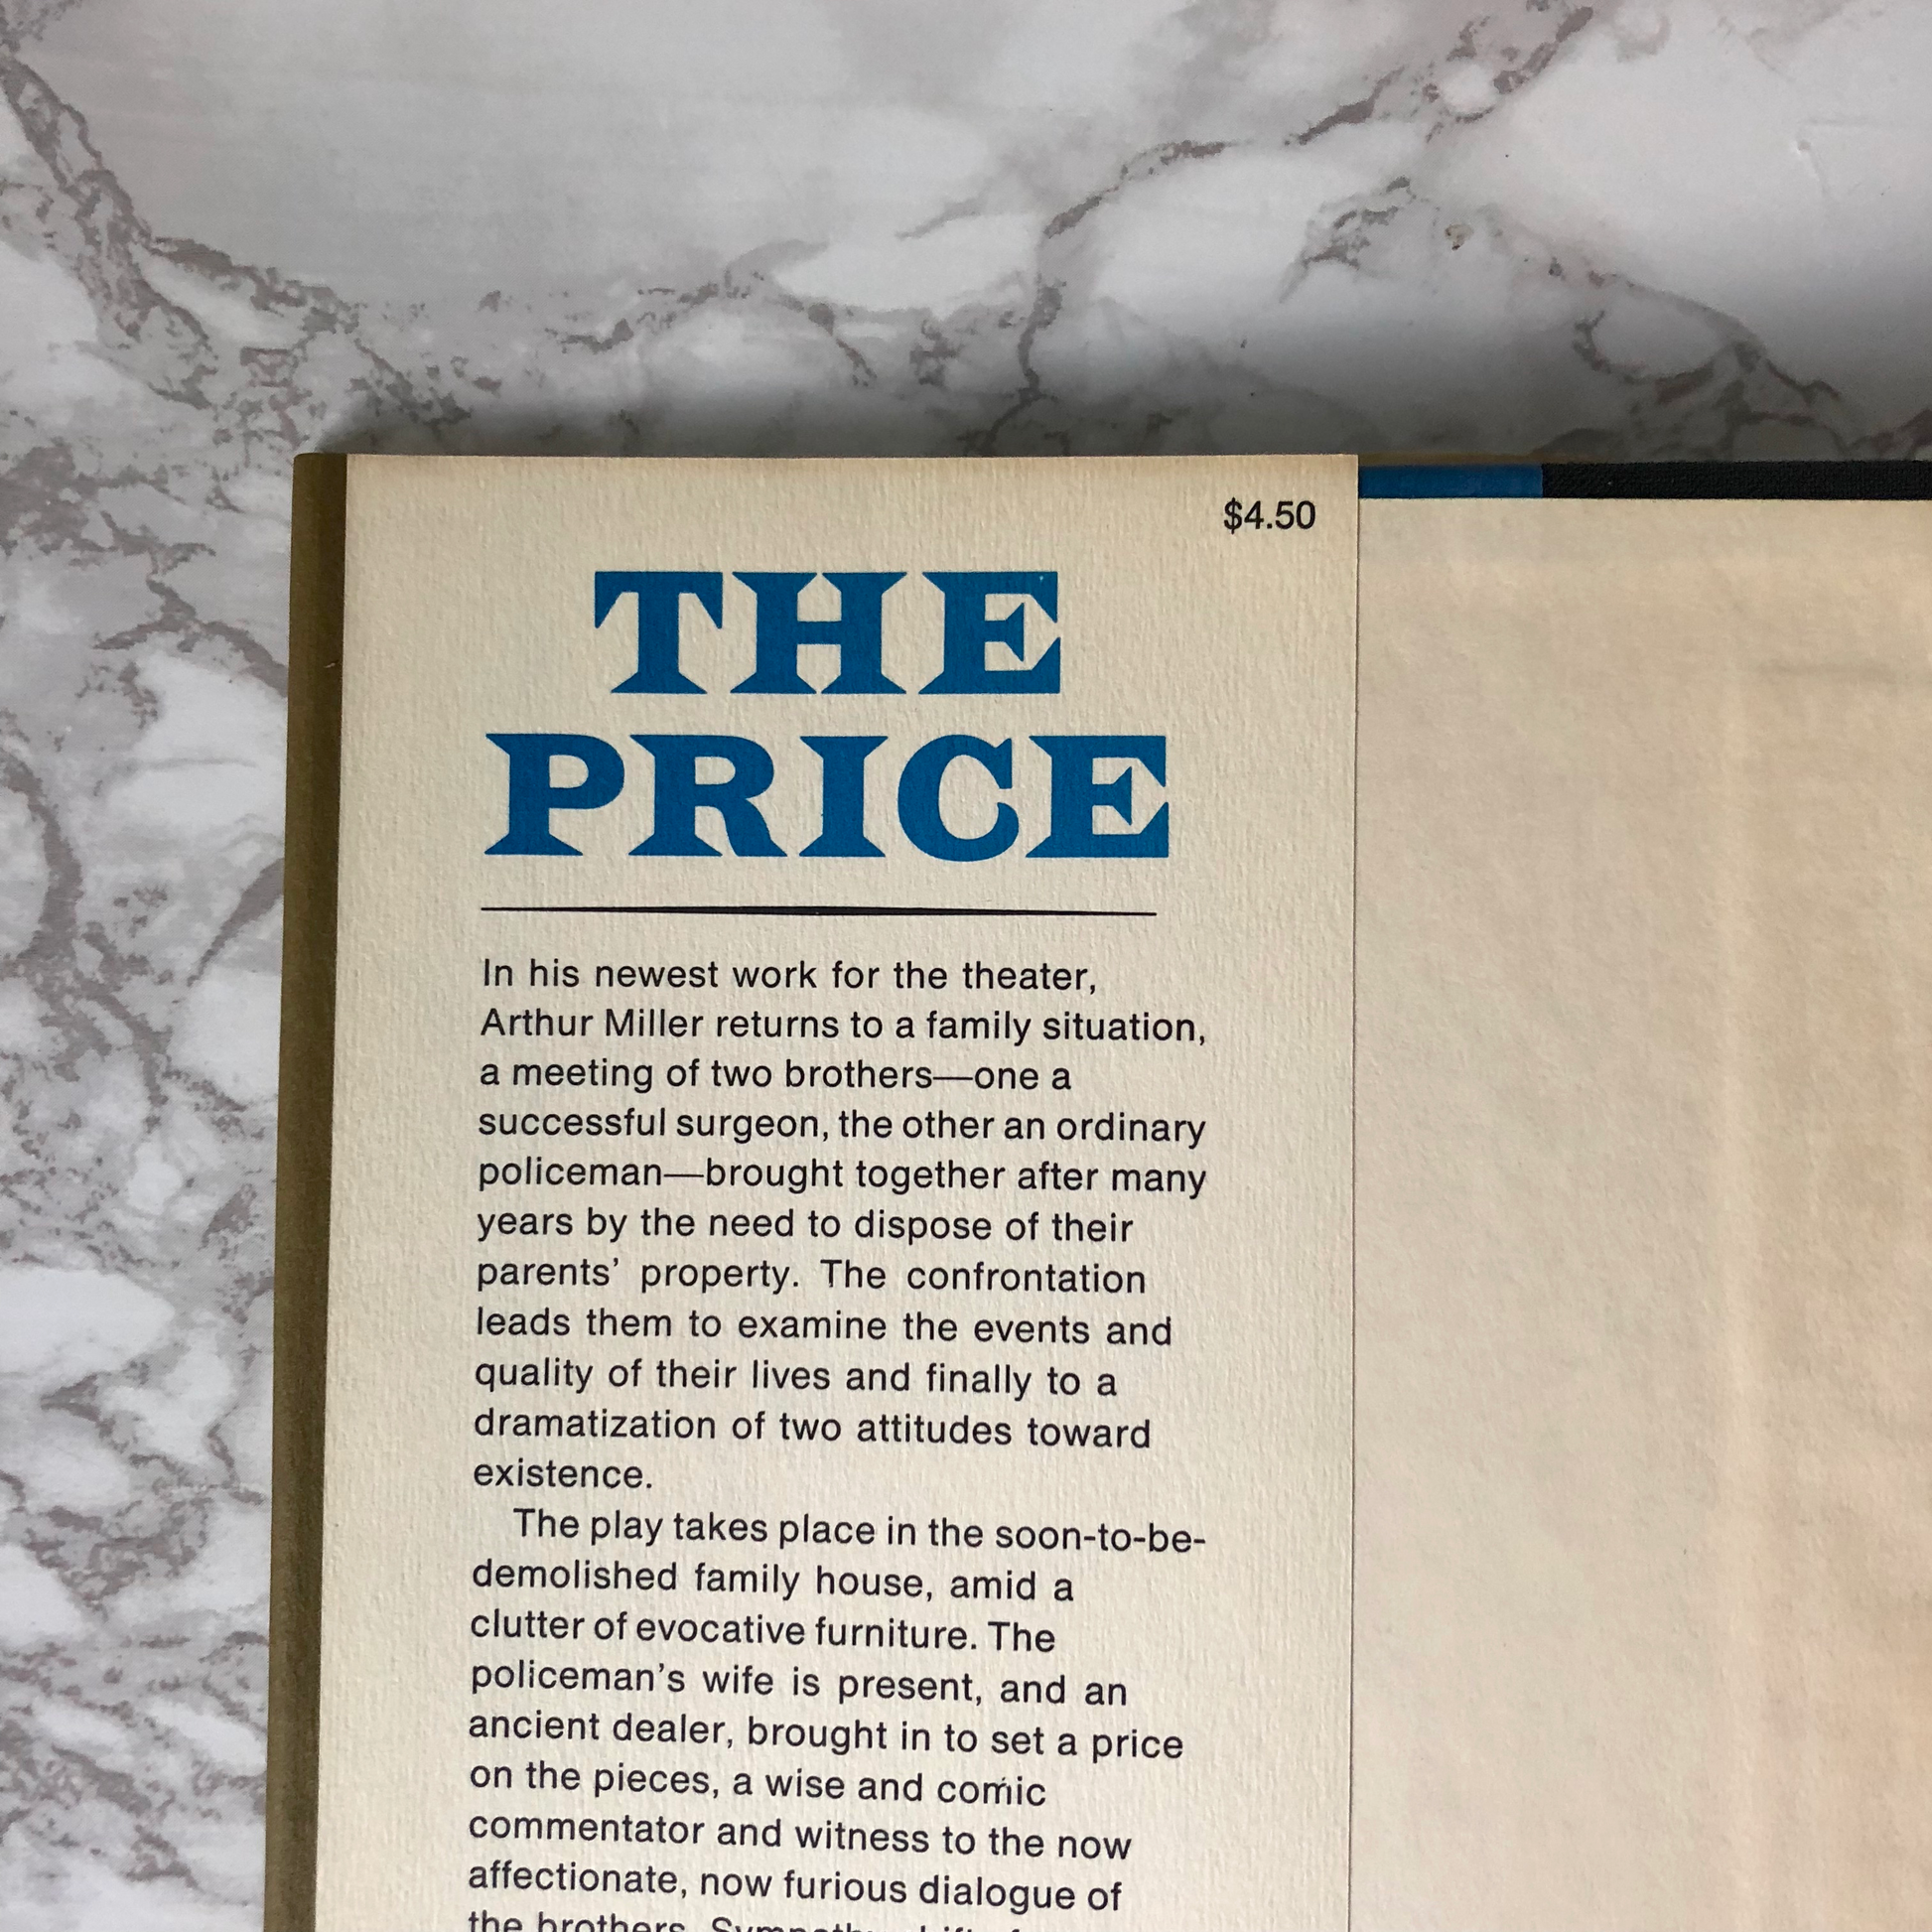 $4.50
THE
PRICE
In his newest work for the theater,
Arthur Miller returns to a family situation,
a meeting of two brothers—one a
successful surgeon, the other an ordinary
policeman—brought together after many
years by the need to dispose of their
parents’ property. The confrontation
leads them to examine the events and
quality of their lives and finally to a
dramatization of two attitudes toward
existence.
The play takes place in the soon-to-be-
demolished family house, amid a
clutter of evocative furniture. The
policeman’s wife is present, and an
ancient dealer, brought in to set a price
on the pieces, a wise and comic
commentator and witness to the now
affectionate, now furious dialogue of
the brothers.